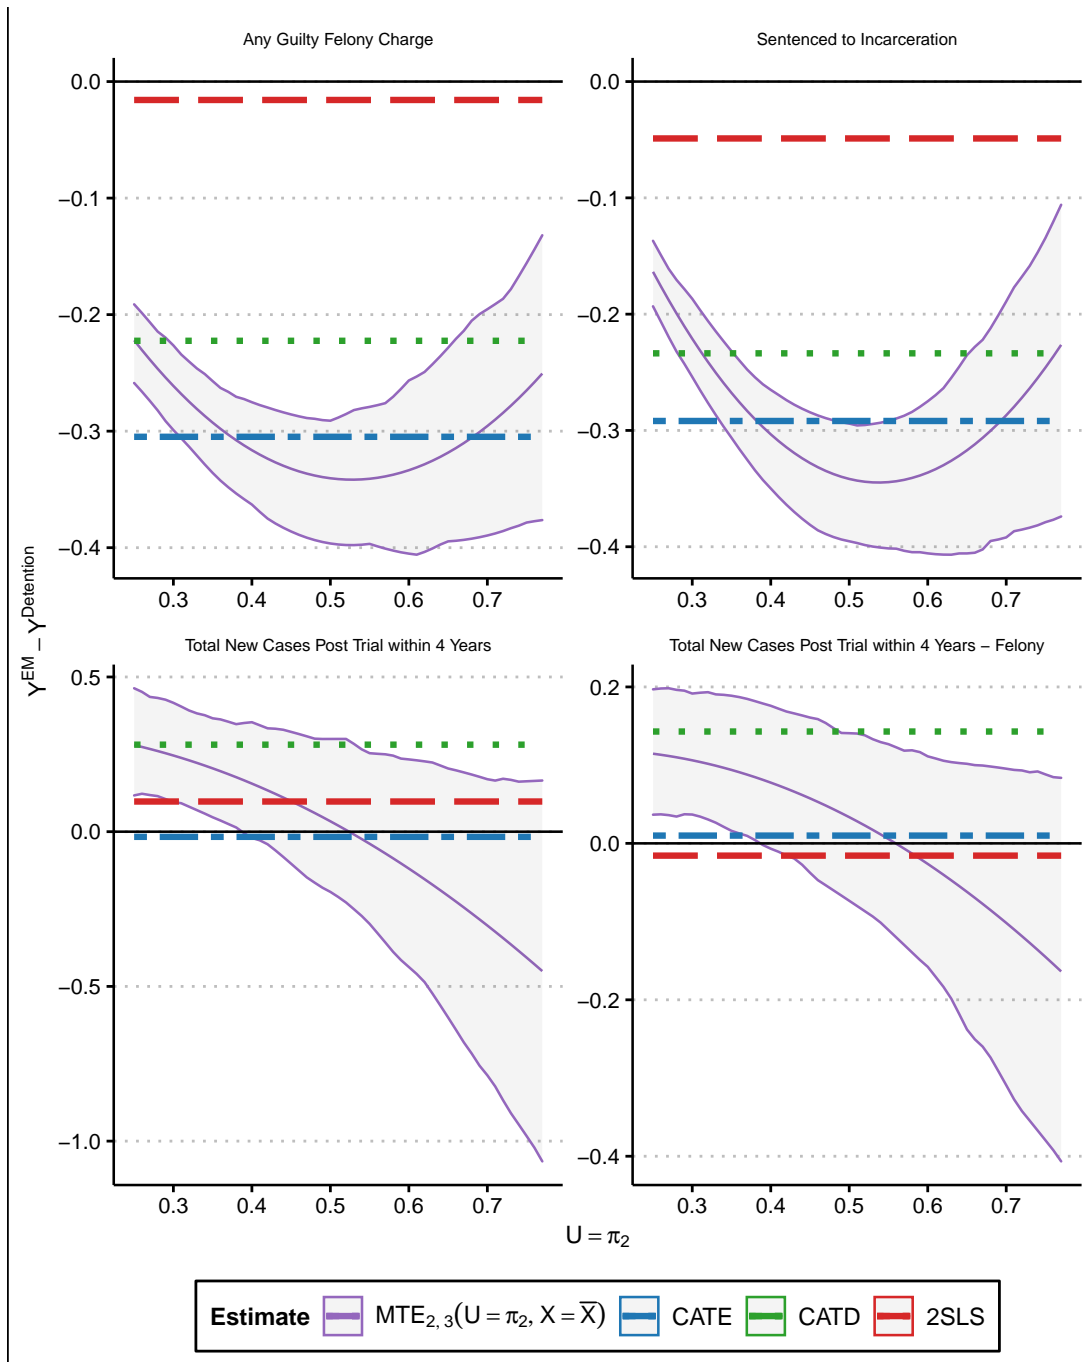 Any Guilty Felony Charge
Sentenced to Incarceration
0.0
−0.1
−0.2
−0.3
−0.4
0.3 0.4 0.5 0.6 0.7
0.0
−0.1
−0.2
−0.3
−0.4
0.3 0.4 0.5 0.6 0.7
Y^EM − Y^Detention
Total New Cases Post Trial within 4 Years
Total New Cases Post Trial within 4 Years − Felony
0.5
0.0
−0.5
−1.0
0.3 0.4 0.5 0.6 0.7
0.2
0.0
−0.2
−0.4
0.3 0.4 0.5 0.6 0.7
U = π₂
Estimate MTE₂, ₃(U = π₂, X = X̅) CATE CATD 2SLS